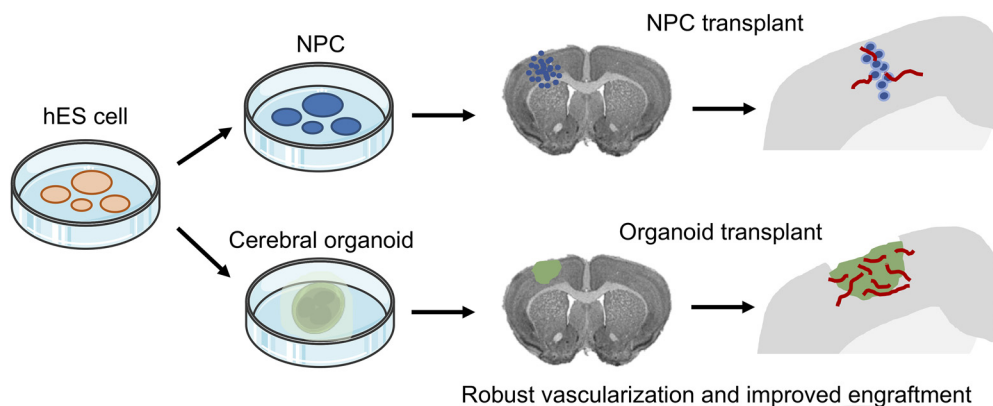 NPC
NPC transplant
hES cell
Cerebral organoid
Organoid transplant
Robust vascularization and improved engraftment